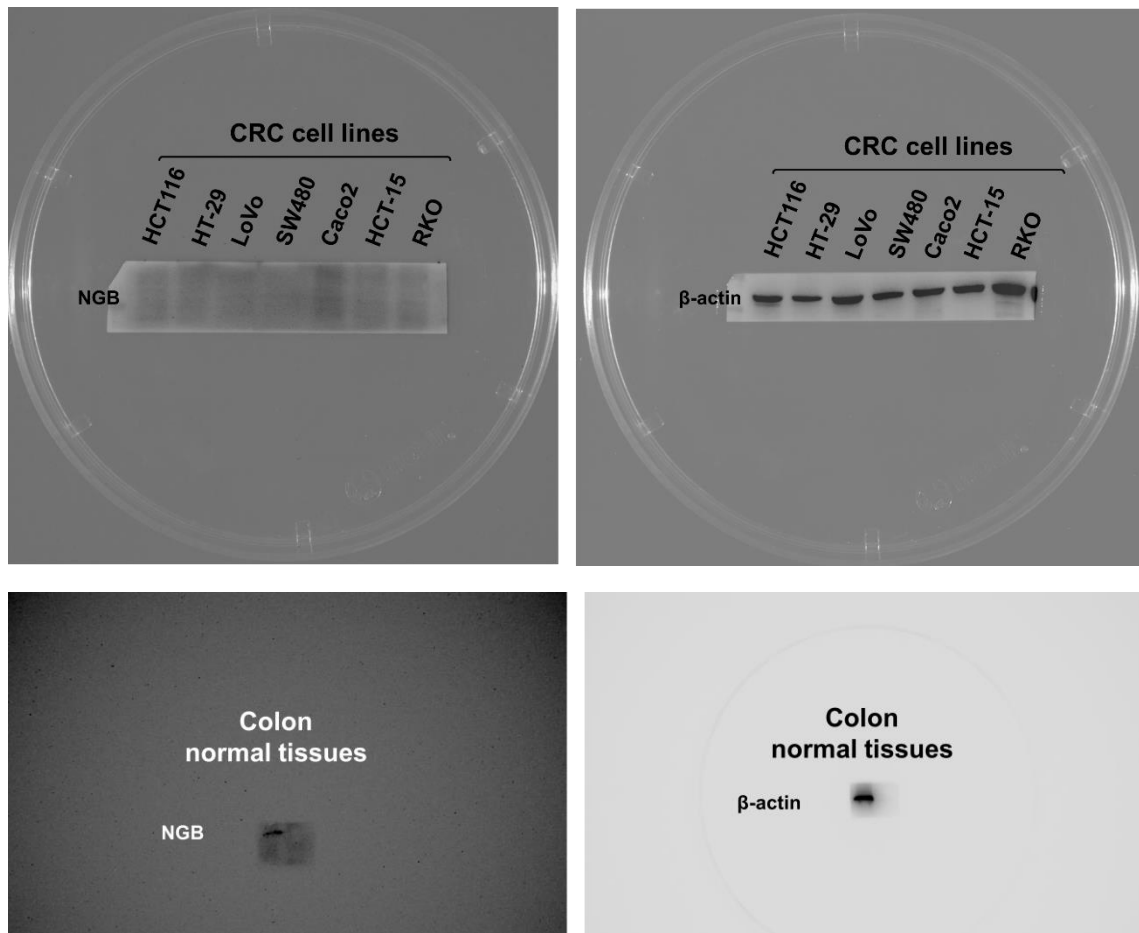 CRC cell lines
HCT116
HT-29
LoVo
SW480
Caco2
HCT-15
RKO
NGB
CRC cell lines
HCT116
HT-29
LoVo
SW480
Caco2
HCT-15
RKO
β-actin
Colon
normal tissues
NGB
Colon
normal tissues
β-actin